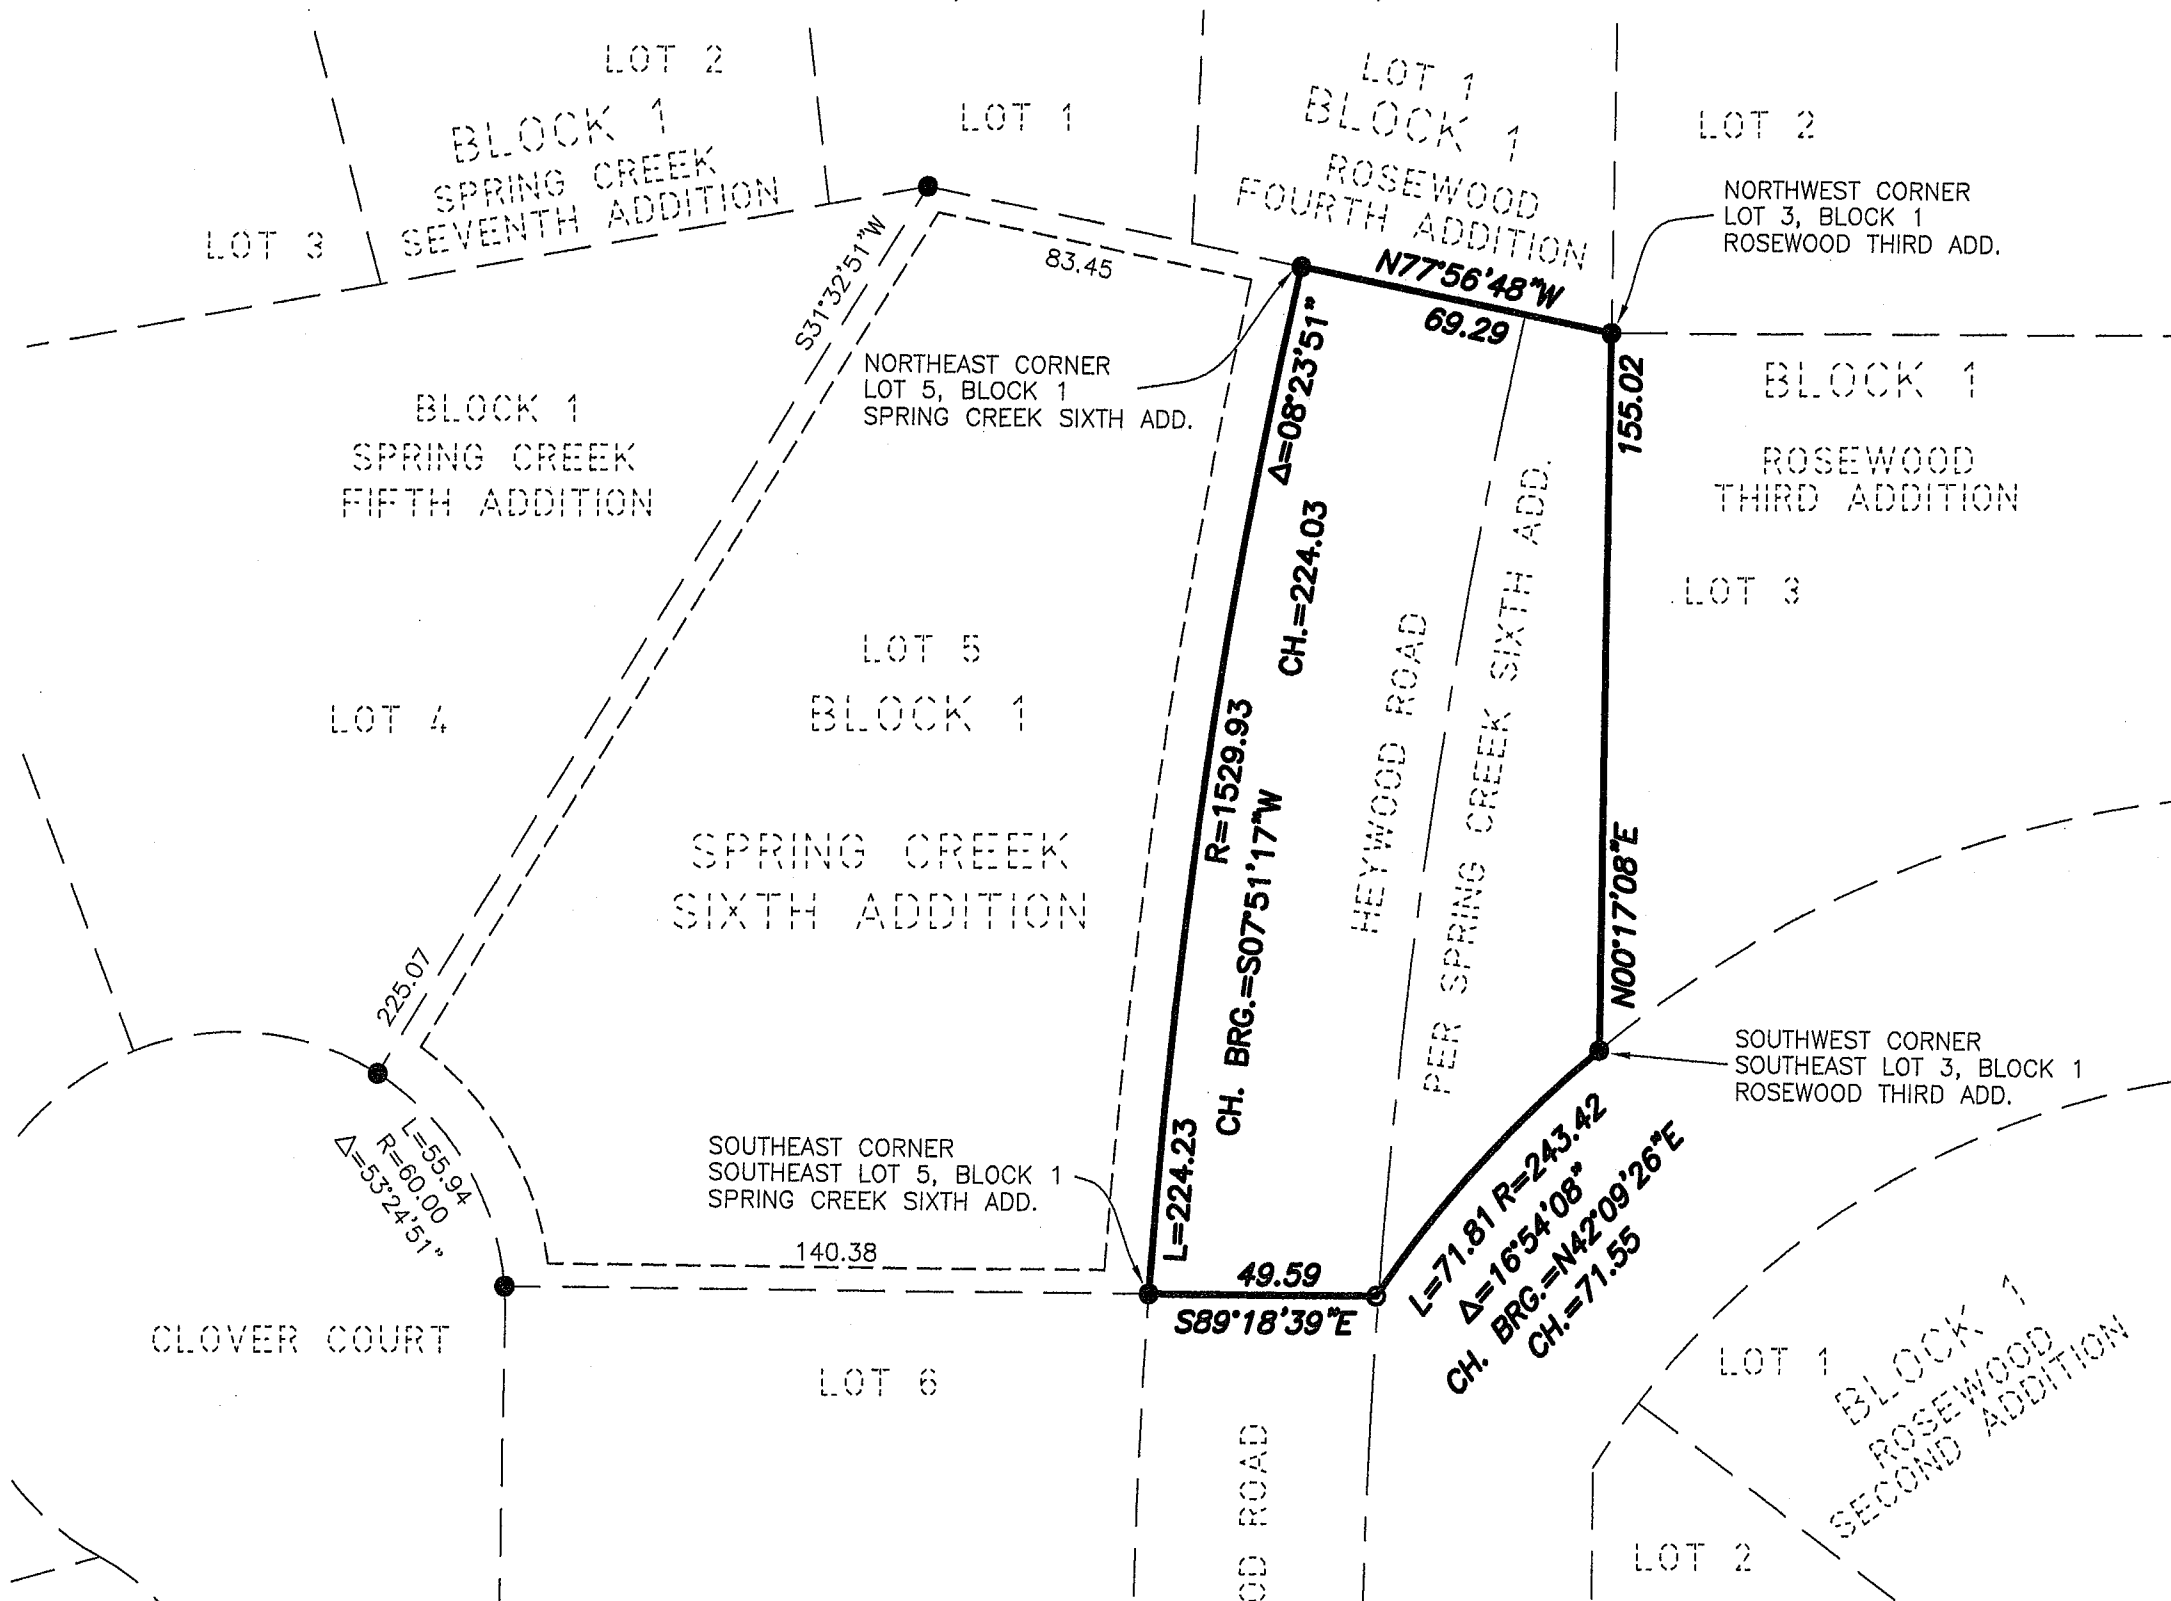 LOT 2
BLOCK 1
SPRING CREEK
SEVENTH ADDITION
LOT 3
LOT 1
LOT 1
BLOCK 1
ROSEWOOD
FOURTH ADDITION
LOT 2
NORTHWEST CORNER
LOT 3, BLOCK 1
ROSEWOOD THIRD ADD.
S31°32'51"W
83.45
N77°56'48"W
69.29
NORTHEAST CORNER
LOT 5, BLOCK 1
SPRING CREEK SIXTH ADD.
Δ=08°23'51"
155.02
BLOCK 1
ROSEWOOD
THIRD ADDITION
BLOCK 1
SPRING CREEK
FIFTH ADDITION
CH.=224.03
LOT 3
LOT 5
BLOCK 1
LOT 4
R=1529.93
HEYWOOD ROAD
PER SPRING CREEK SIXTH ADD.
SPRING CREEK
SIXTH ADDITION
CH. BRG.=S07°51'17"W
N00°17'08"E
225.07
SOUTHWEST CORNER
SOUTHEAST LOT 3, BLOCK 1
ROSEWOOD THIRD ADD.
L=55.94
R=60.00
Δ=53°24'51"
SOUTHEAST CORNER
SOUTHEAST LOT 5, BLOCK 1
SPRING CREEK SIXTH ADD.
L=224.23
140.38
49.59
S89°18'39"E
L=71.81 R=243.42
Δ=16°54'08"
CH. BRG.=N42°09'26"E
CH.=71.55
CLOVER COURT
LOT 6
LOT 1
BLOCK 1
ROSEWOOD
SECOND ADDITION
OD ROAD
LOT 2